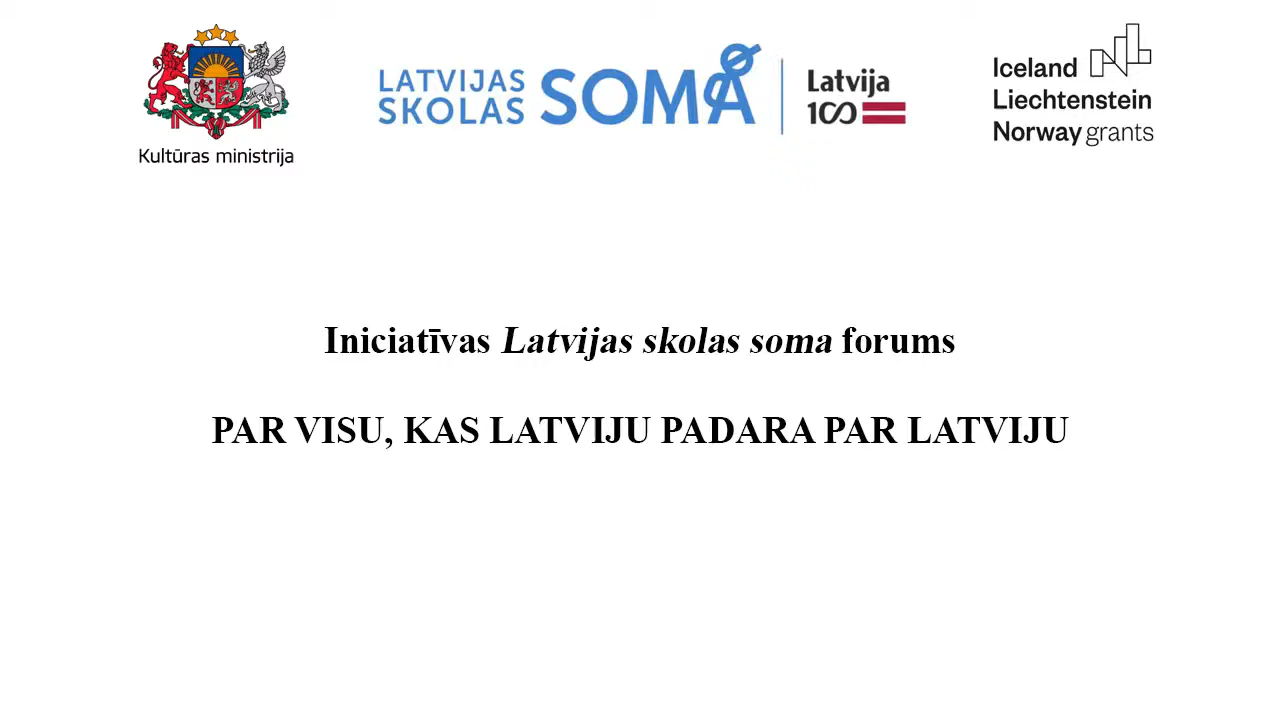 Kultūras ministrija
LATVIJAS
SKOLAS
SOMA
Latvija
100
Iceland
Liechtenstein
Norway grants
Iniciatīvas Latvijas skolas soma forums
PAR VISU, KAS LATVIJU PADARA PAR LATVIJU